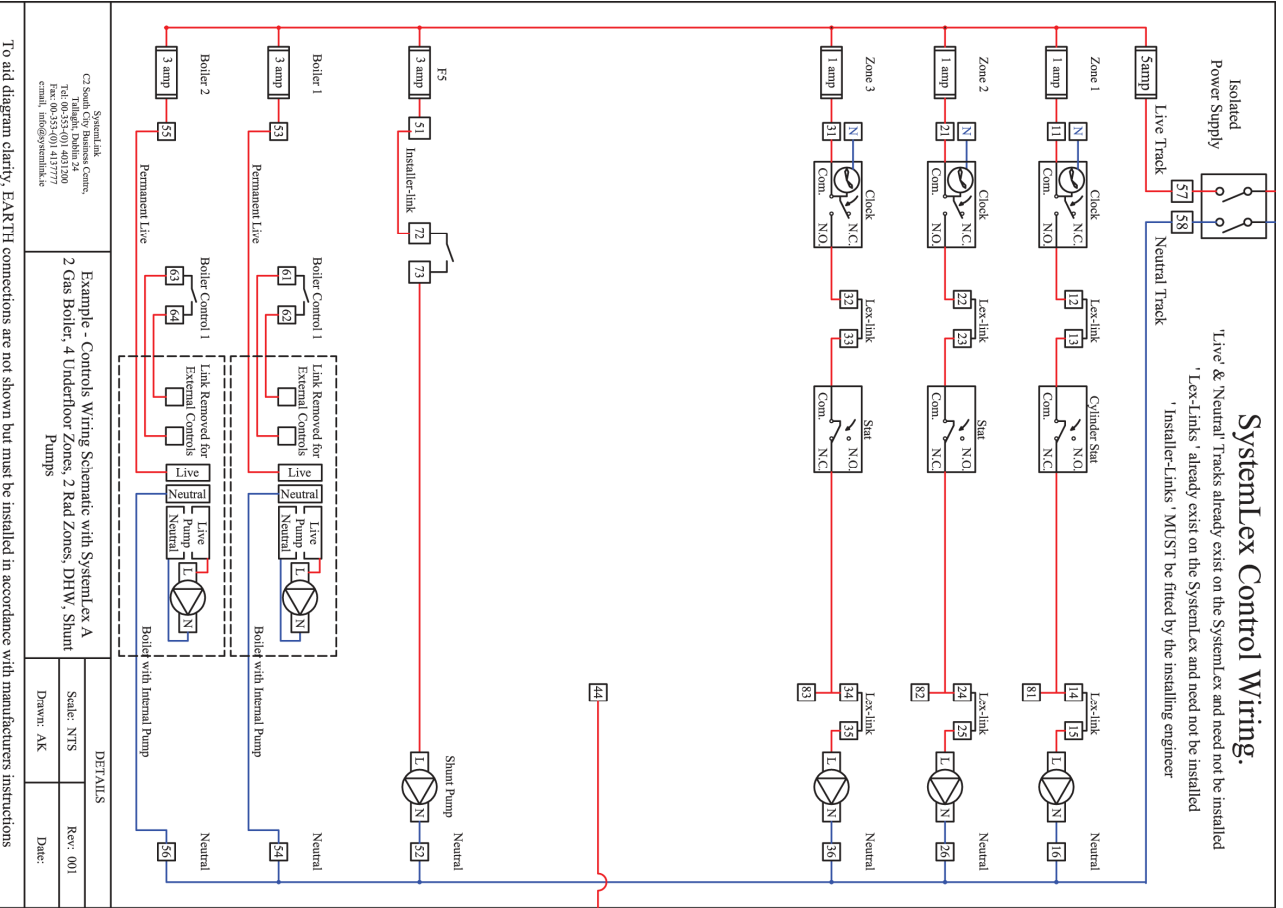 SystemLex Control Wiring.
'Live' & 'Neutral' Tracks already exist on the SystemLex and need not be installed
' Lex-Links ' already exist on the SystemLex and need not be installed
' Installer-Links ' MUST be fitted by the installing engineer
Isolated
Power Supply
57
58
5amp
Live Track
Neutral Track
Zone 1
1 amp
11
N
Clock
Com.
N.C.
N.O.
12
Lex-link
13
Cylinder Stat
Com.
N.O.
N.C.
14
Lex-link
15
81
L
N
Neutral
16
Zone 2
1 amp
21
N
Clock
Com.
N.C.
N.O.
22
Lex-link
23
Stat
Com.
N.O.
N.C.
24
Lex-link
25
82
L
N
Neutral
26
Zone 3
1 amp
31
N
Clock
Com.
N.C.
N.O.
32
Lex-link
33
Stat
Com.
N.O.
N.C.
34
Lex-link
35
83
L
N
Neutral
36
44
F5
3 amp
51
Installer-link
72
73
Shunt Pump
L
N
Neutral
52
Boiler 1
3 amp
53
Permanent Live
Boiler Control 1
61
62
Link Removed for
External Controls
Live
Neutral
Live
Pump
Neutral
L
N
Boiler with Internal Pump
Neutral
54
Boiler 2
3 amp
55
Permanent Live
Boiler Control 1
63
64
Link Removed for
External Controls
Live
Neutral
Live
Pump
Neutral
L
N
Boiler with Internal Pump
Neutral
56
SystemLink
C2 South City Business Centre,
Tallaght, Dublin 24
Tel: 00-353-(0)1 4031200
Fax: 00-353-(0)1 4137777
e:mail, info@systemlink.ie
Example - Controls Wiring Schematic with SystemLex A
2 Gas Boiler, 4 Underfloor Zones, 2 Rad Zones, DHW, Shunt
Pumps
DETAILS
Scale: NTS
Rev: 001
Drawn: AK
Date:
To aid diagram clarity, EARTH connections are not shown but must be installed in accordance with manufacturers instructions